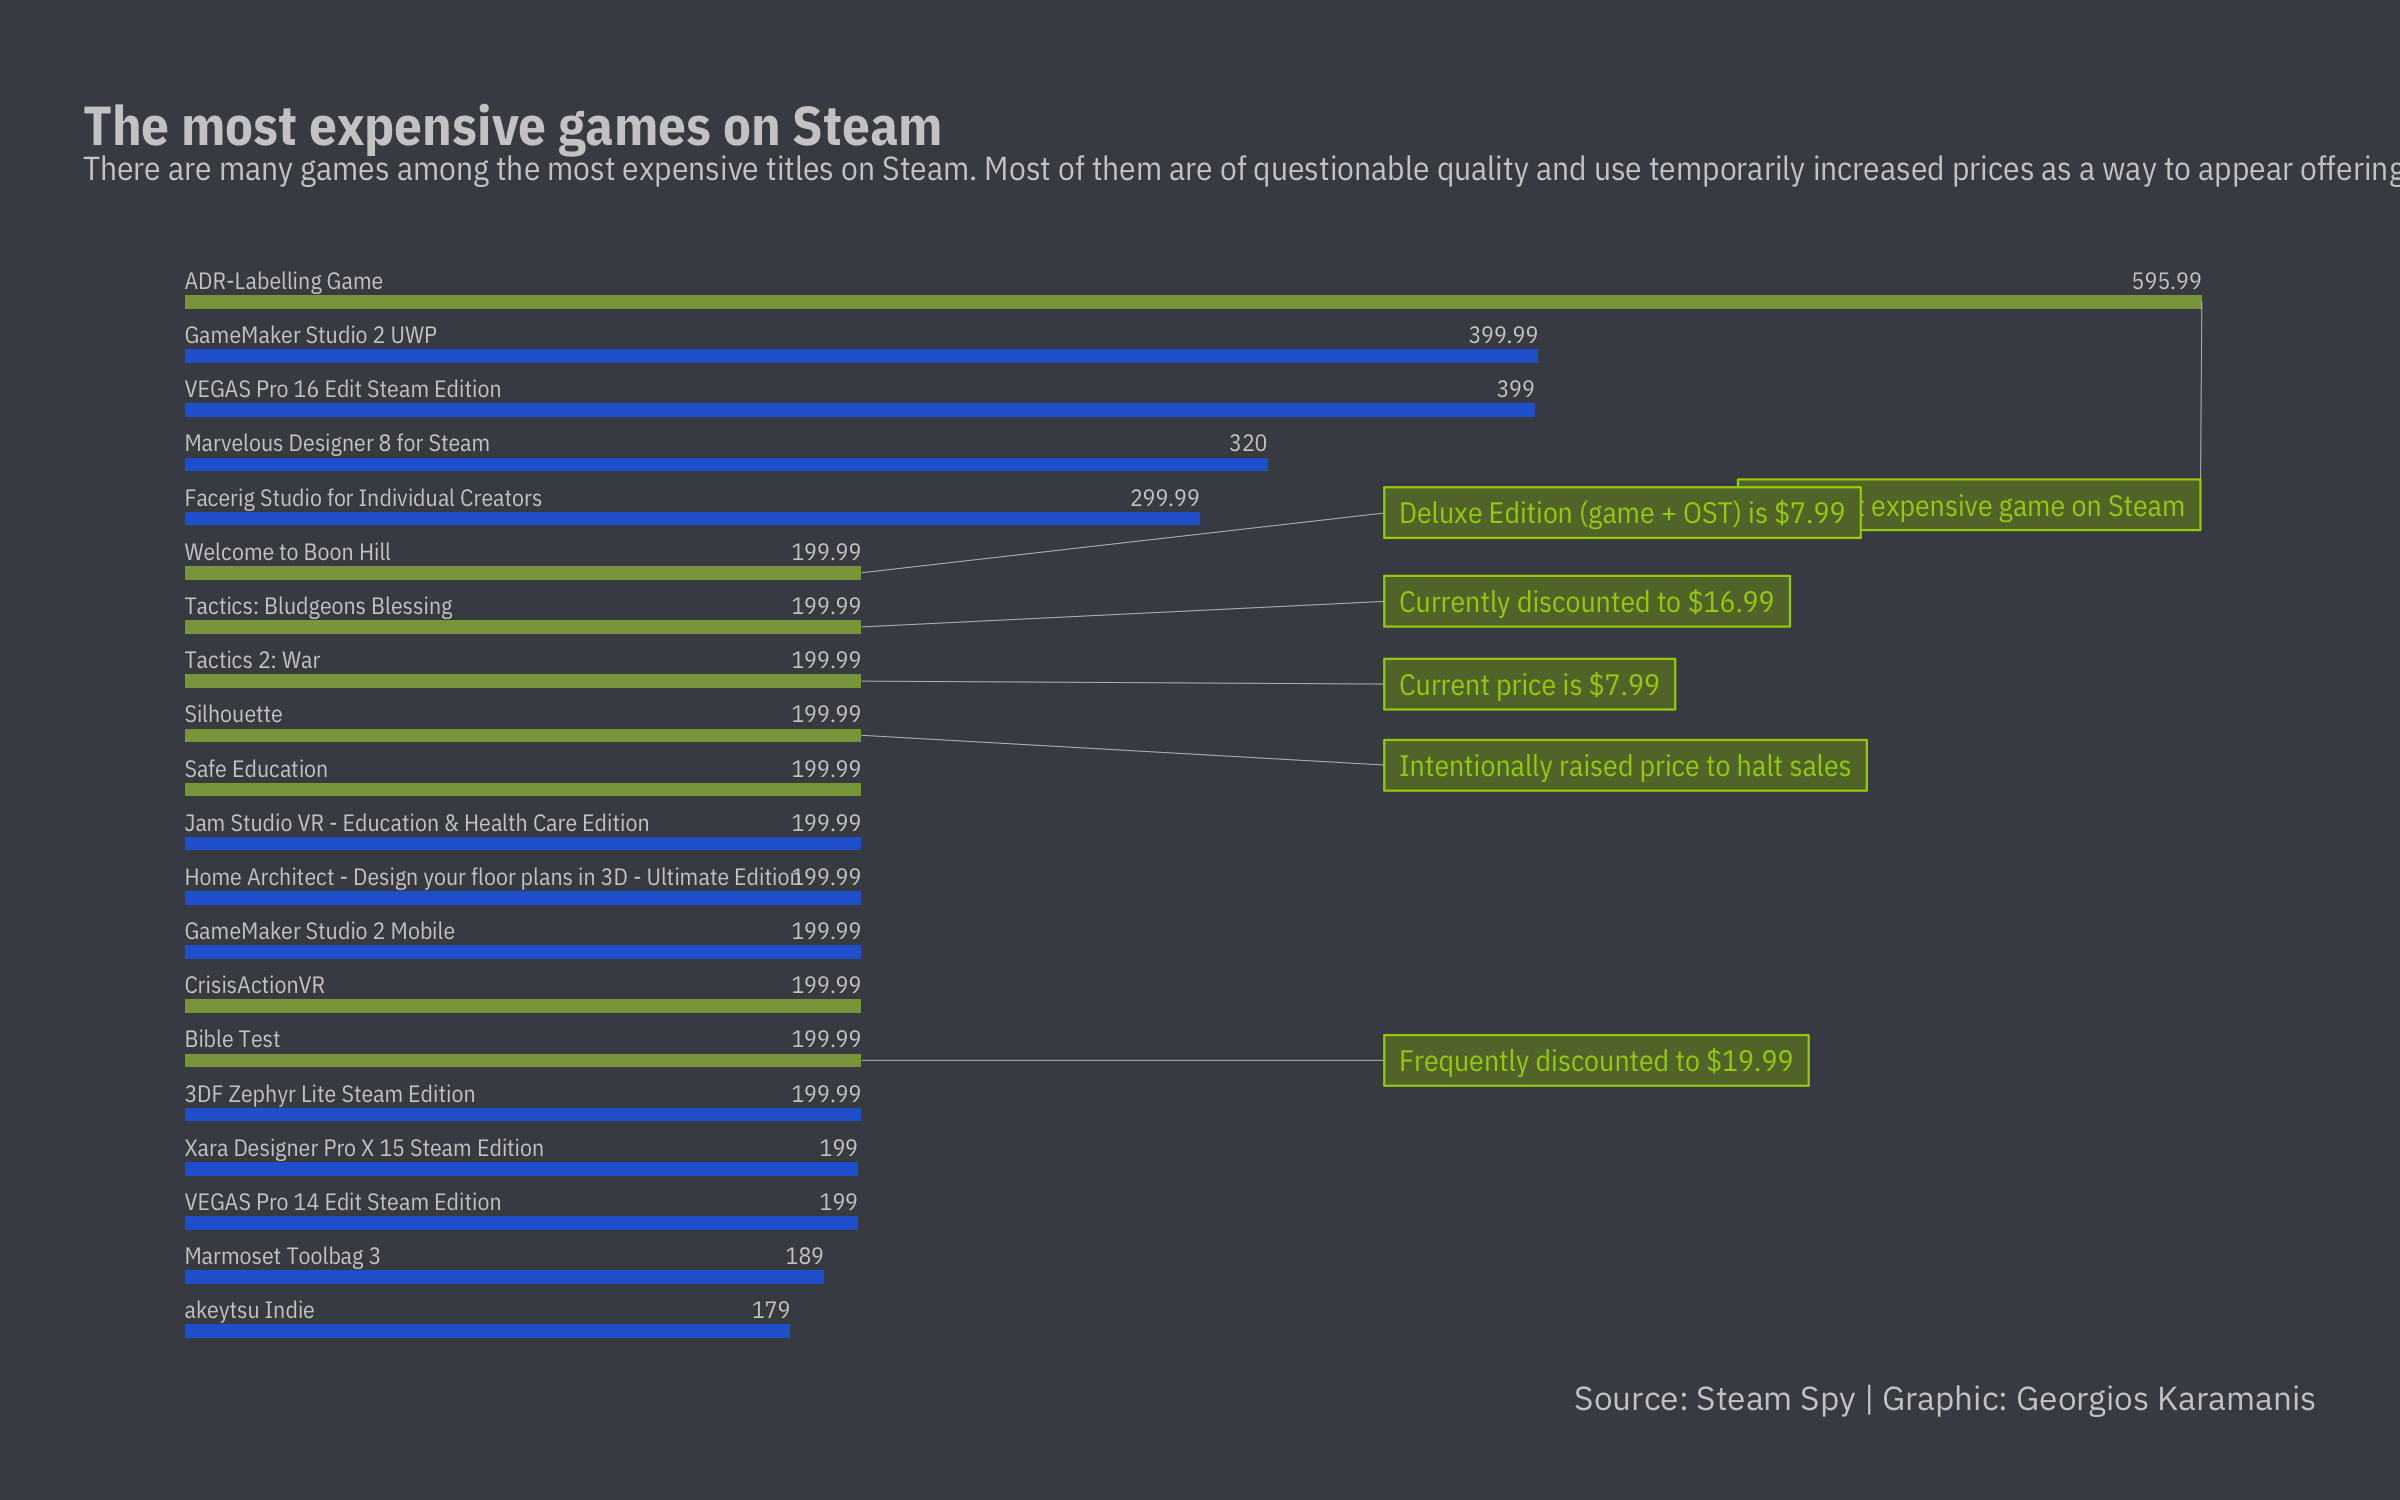 The most expensive games on Steam
There are many games among the most expensive titles on Steam. Most of them are of questionable quality and use temporarily increased prices as a way to appear offering
ADR-Labelling Game 595.99
GameMaker Studio 2 UWP 399.99
VEGAS Pro 16 Edit Steam Edition 399
Marvelous Designer 8 for Steam 320
expensive game on Steam
Facerig Studio for Individual Creators 299.99
Deluxe Edition (game + OST) is $7.99
Welcome to Boon Hill 199.99
Tactics: Bludgeons Blessing 199.99
Currently discounted to $16.99
Tactics 2: War 199.99
Current price is $7.99
Silhouette 199.99
Intentionally raised price to halt sales
Safe Education 199.99
Jam Studio VR - Education & Health Care Edition 199.99
Home Architect - Design your floor plans in 3D - Ultimate Edition 199.99
GameMaker Studio 2 Mobile 199.99
CrisisActionVR 199.99
Bible Test 199.99
Frequently discounted to $19.99
3DF Zephyr Lite Steam Edition 199.99
Xara Designer Pro X 15 Steam Edition 199
VEGAS Pro 14 Edit Steam Edition 199
Marmoset Toolbag 3 189
akeytsu Indie 179
Source: Steam Spy | Graphic: Georgios Karamanis